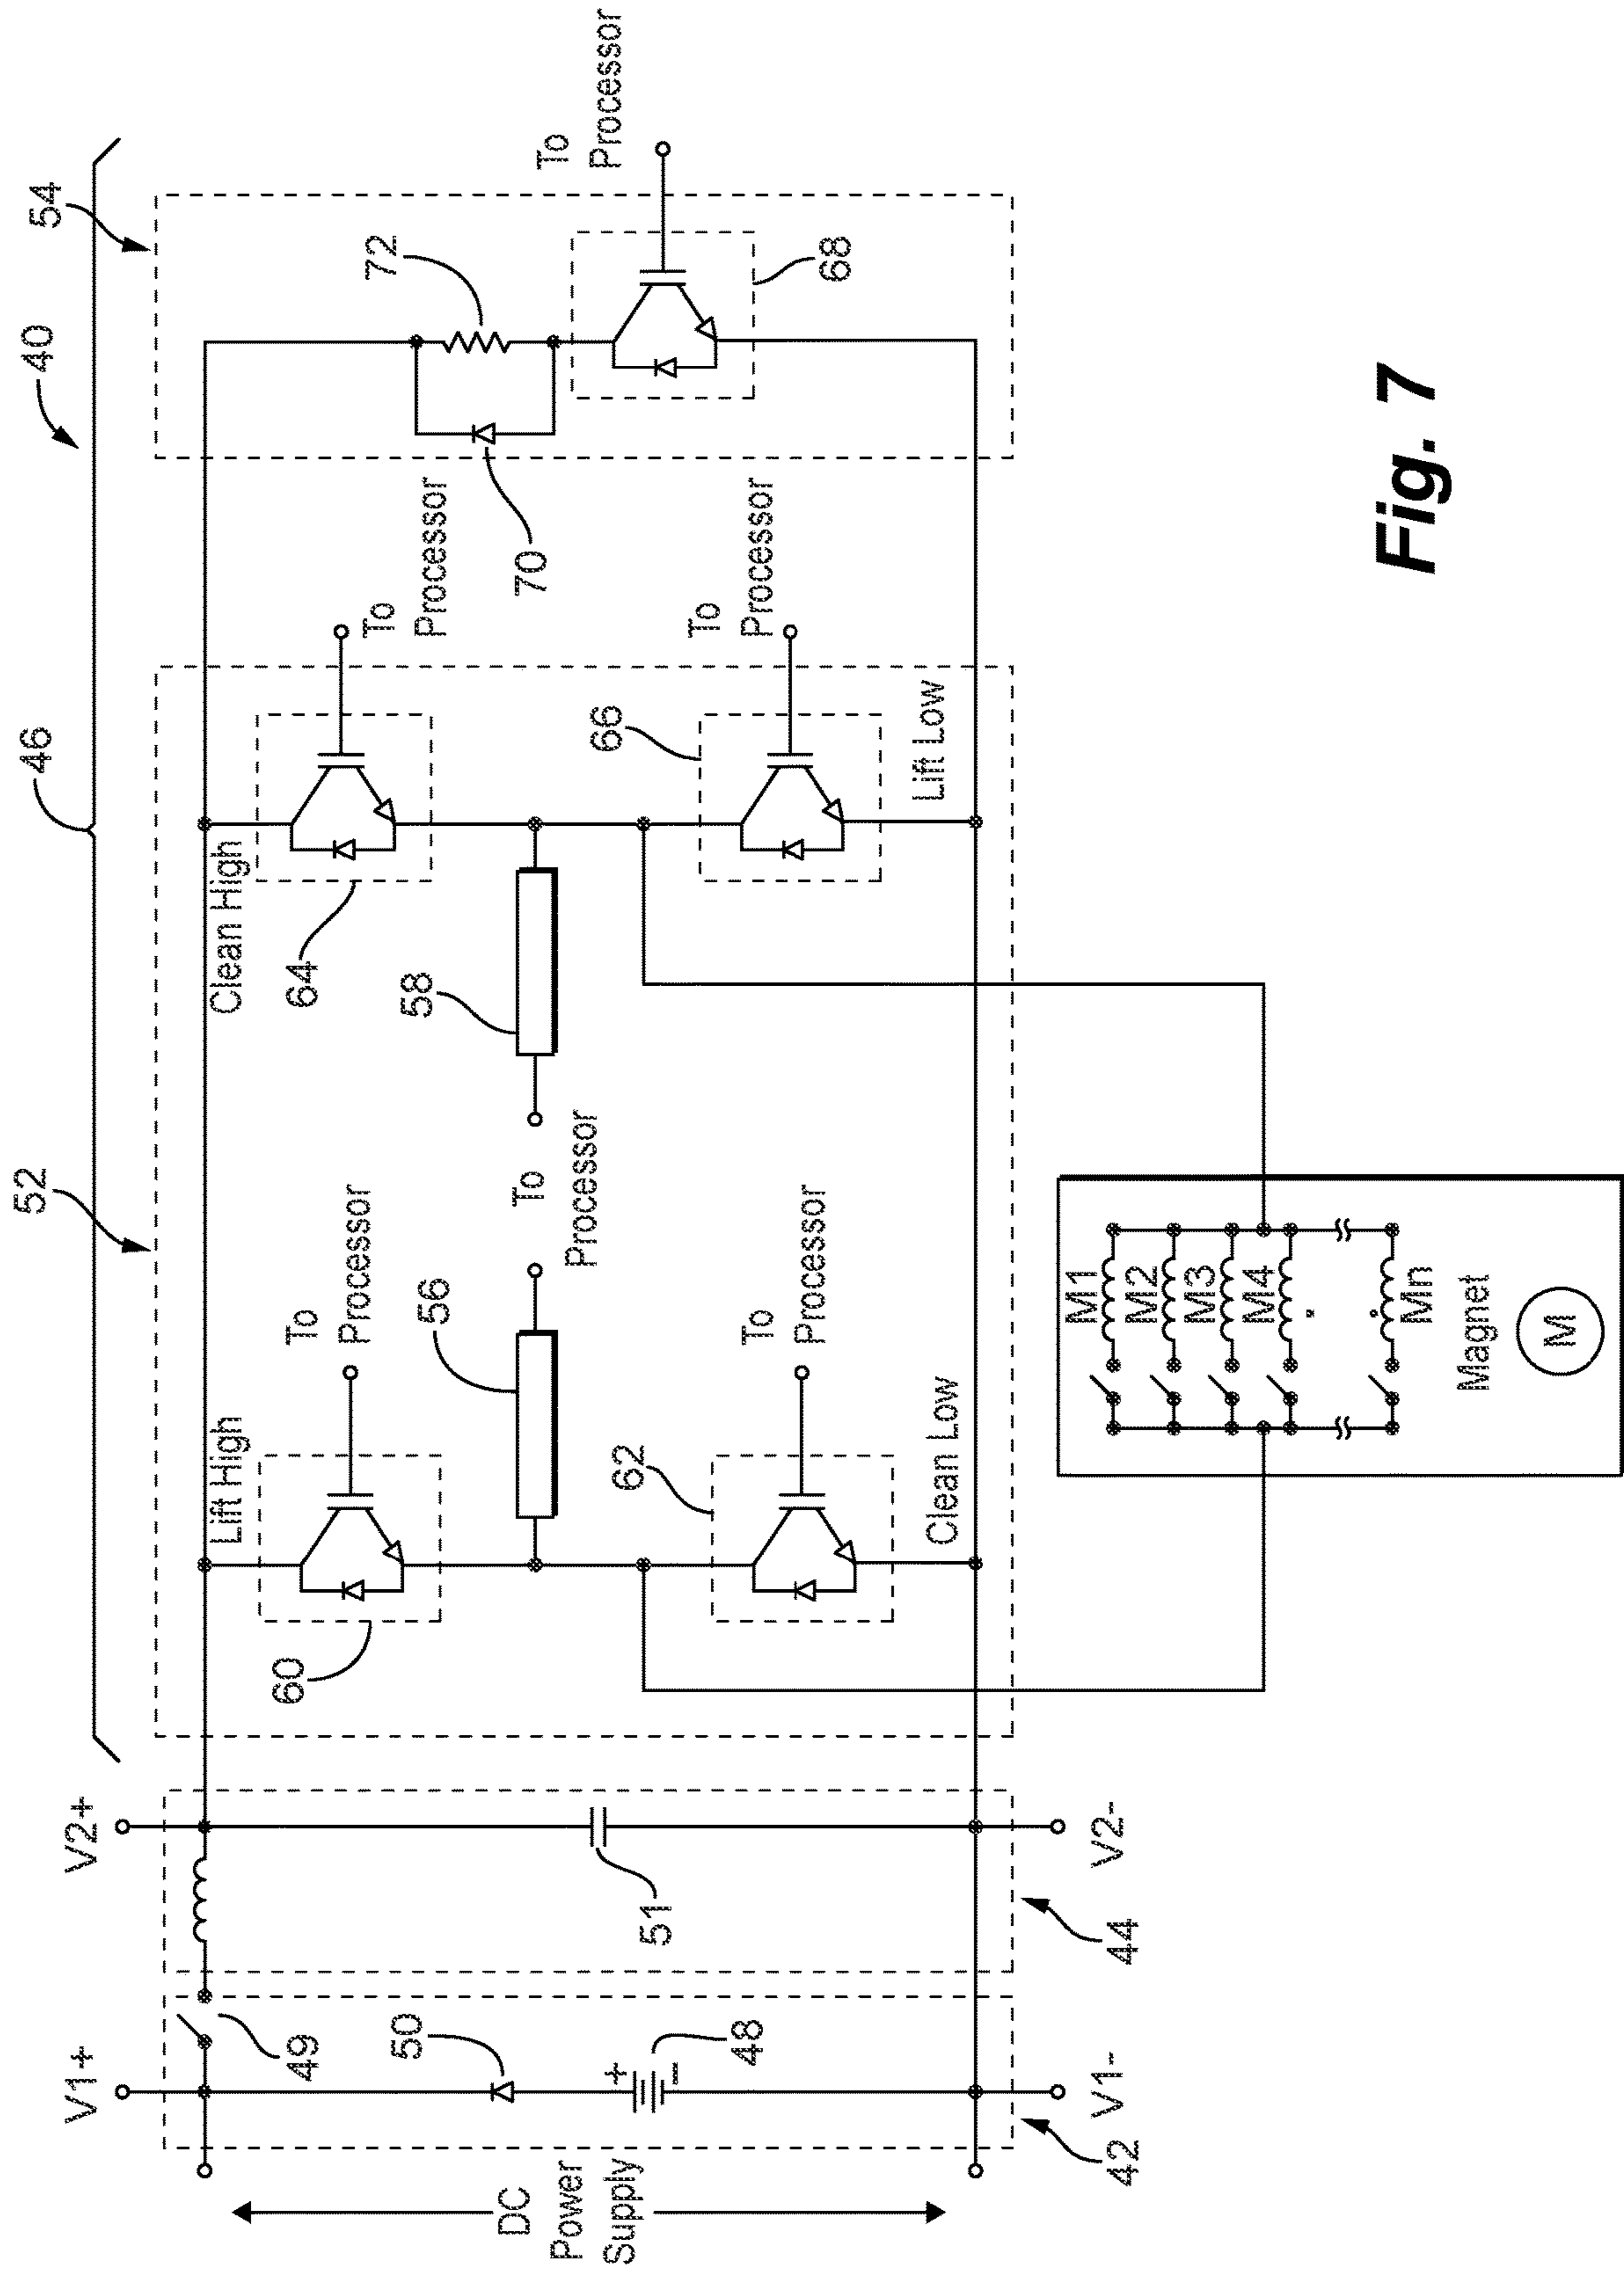 40
46
52
54
V1+
V2+
Lift High
Clean High
To
Processor
To
Processor
72
70
To
Processor
68
49
50
48
+
−
51
60
56
To
Processor
58
64
66
62
To
Processor
To
Processor
Clean Low
Lift Low
DC
Power
Supply
V1-
V2-
42
44
M1
M2
M3
M4
Mn
Magnet
M
Fig. 7